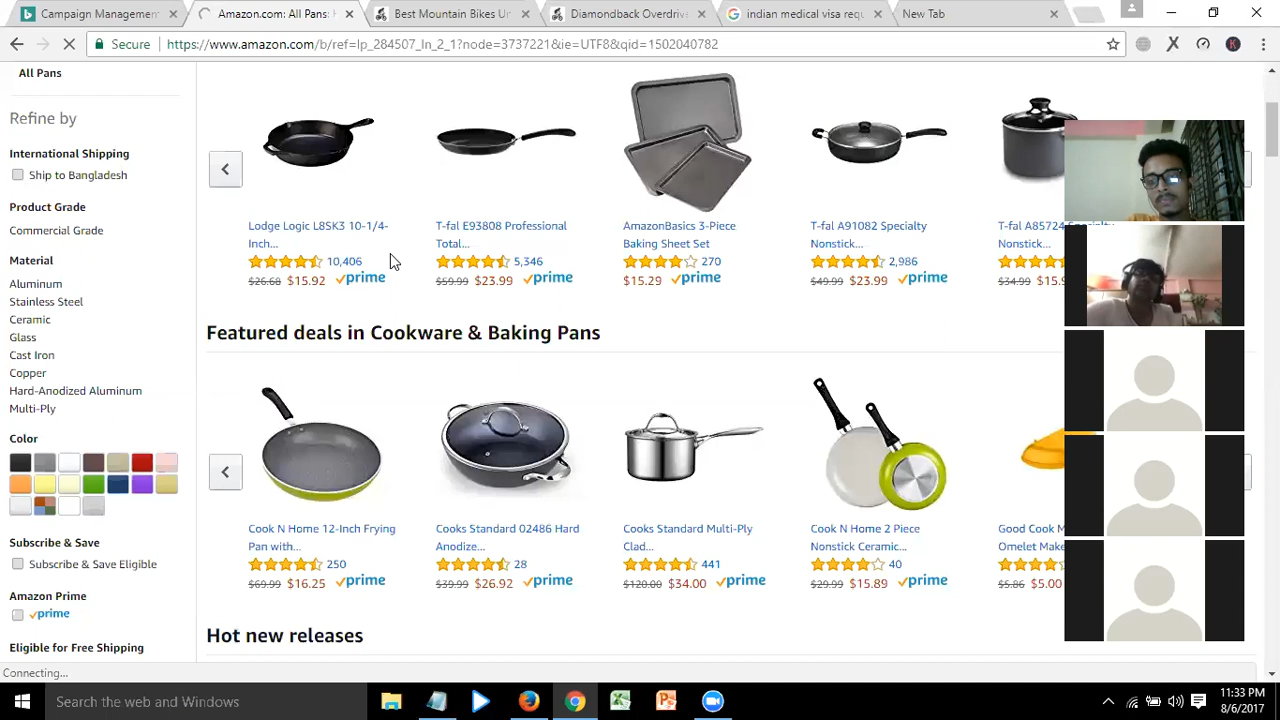 Campaign Managemen
Amazon.com: All Pans: F
Best Mountain Bikes Un
Diamondback Overdriv
indian medical visa requ
New Tab
Secure
https://www.amazon.com/b/ref=lp_284507_ln_2_1?node=3737221&ie=UTF8&qid=1502040782
All Pans
Refine by
International Shipping
Ship to Bangladesh
Product Grade
Commercial Grade
Material
Aluminum
Stainless Steel
Ceramic
Glass
Cast Iron
Copper
Hard-Anodized Aluminum
Multi-Ply
Color
Subscribe & Save
Subscribe & Save Eligible
Amazon Prime
prime
Eligible for Free Shipping
Lodge Logic L8SK3 10-1/4-
Inch...
10,406
$26.68 $15.92 prime
T-fal E93808 Professional
Total...
5,346
$59.99 $23.99 prime
AmazonBasics 3-Piece
Baking Sheet Set
270
$15.29 prime
T-fal A91082 Specialty
Nonstick...
2,986
$49.99 $23.99 prime
T-fal A85724 Specialty
Nonstick...
$34.99 $15.9
Featured deals in Cookware & Baking Pans
Cook N Home 12-Inch Frying
Pan with...
250
$69.99 $16.25 prime
Cooks Standard 02486 Hard
Anodize...
28
$39.99 $26.92 prime
Cooks Standard Multi-Ply
Clad...
441
$120.00 $34.00 prime
Cook N Home 2 Piece
Nonstick Ceramic...
40
$29.99 $15.89 prime
Good Cook M
Omelet Make
$5.86 $5.00
Hot new releases
Connecting...
Search the web and Windows
11:33 PM
8/6/2017